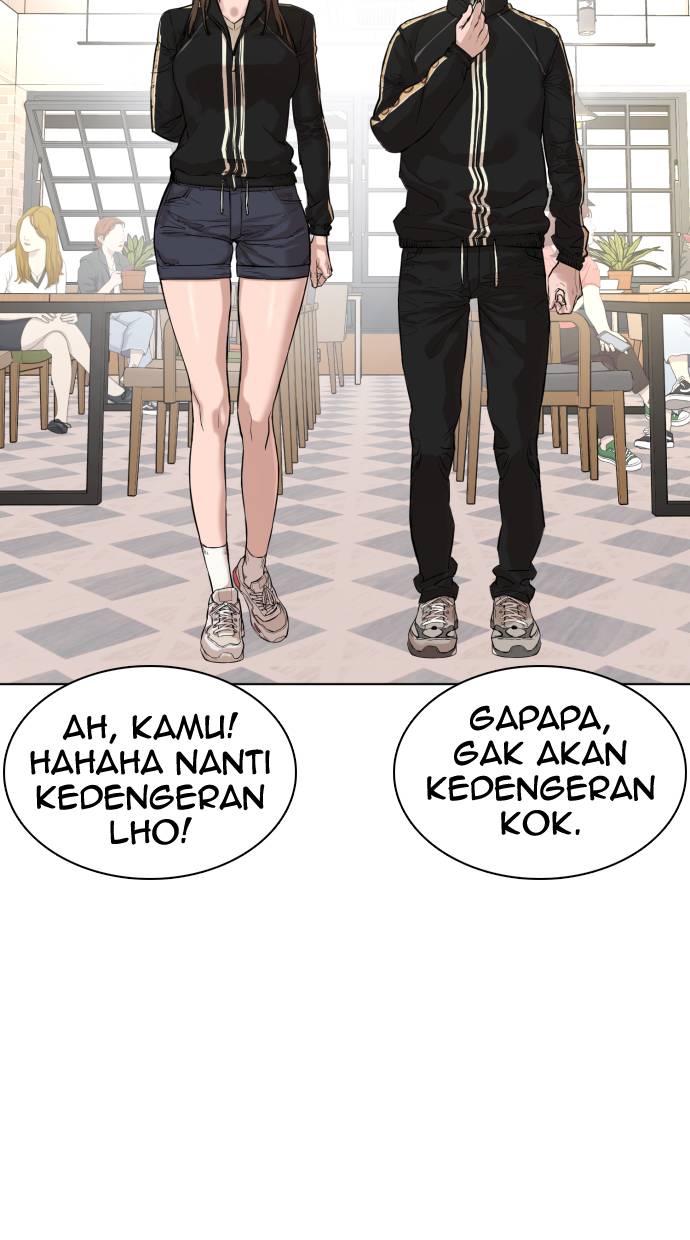 AH, KAMU!
HAHAHA NANTI
KEDENGERAN
LHO!
GAPAPA,
GAK AKAN
KEDENGERAN
KOK.